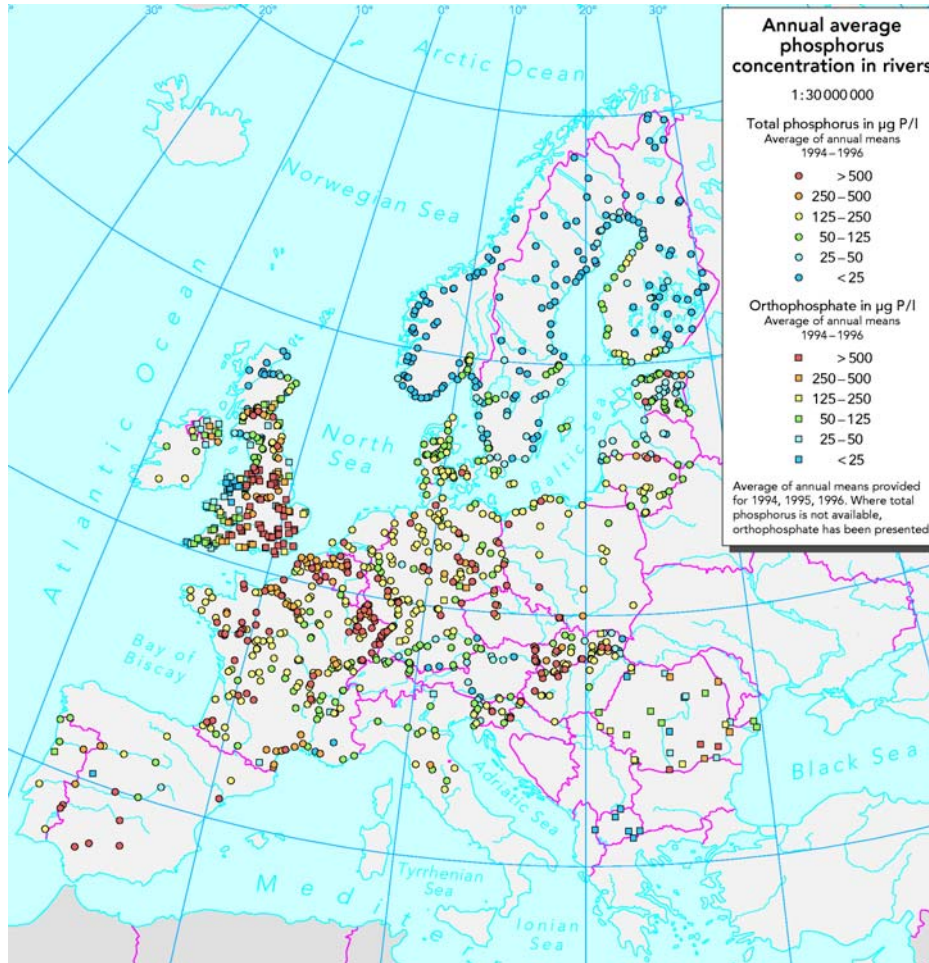 Annual average
phosphorus
concentration in rivers
1:30 000 000
Total phosphorus in µg P/l
Average of annual means
1994–1996
> 500
250–500
125–250
50–125
25–50
< 25
Orthophosphate in µg P/l
Average of annual means
1994–1996
> 500
250–500
125–250
50–125
25–50
< 25
Average of annual means provided
for 1994, 1995, 1996. Where total
phosphorus is not available,
orthophosphate has been presented
30°
20°
10°
0°
10°
20°
30°
Arctic Ocean
Norwegian Sea
Atlantic Ocean
North
Sea
Baltic Sea
Bay of
Biscay
Black Sea
Adriatic Sea
Tyrrhenian
Sea
Ionian
Sea
M e d i t e r